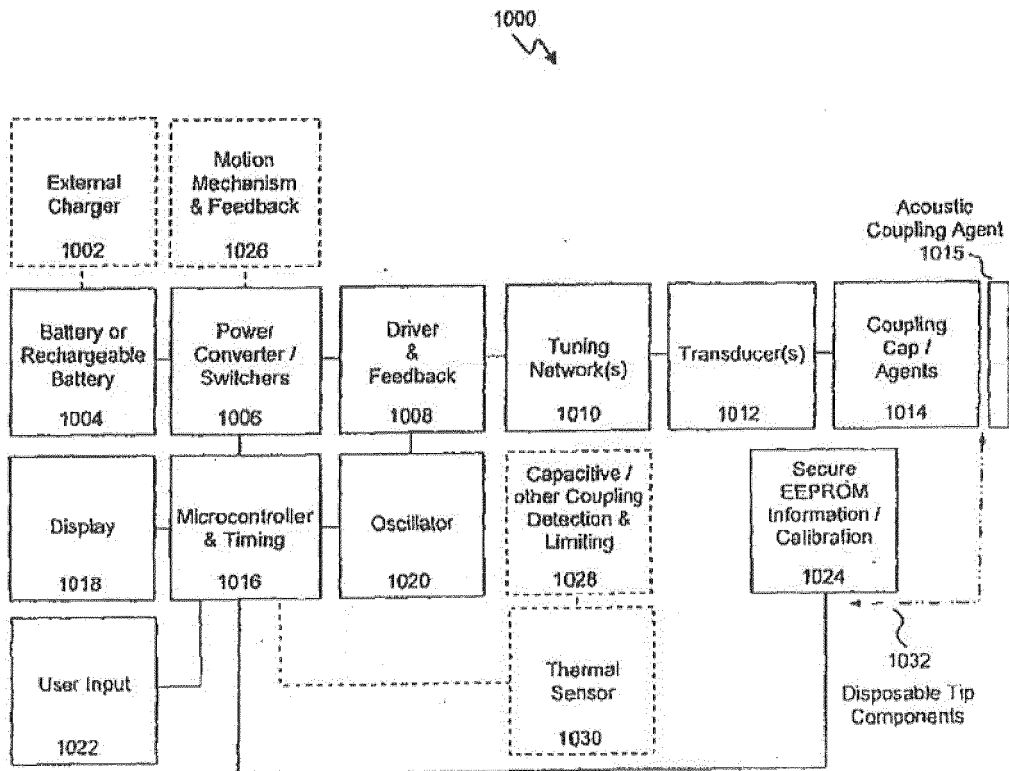 1000
External
Charger
1002
Motion
Mechanism
& Feedback
1026
Acoustic
Coupling Agent
1015
Battery or
Rechargeable
Battery
1004
Power
Converter /
Switchers
1006
Driver
&
Feedback
1008
Tuning
Network(s)
1010
Transducer(s)
1012
Coupling
Cap /
Agents
1014
Display
1018
Microcontroller
& Timing
1016
Oscillator
1020
Capacitive /
other Coupling
Detection &
Limiting
1028
Secure
EEPROM
Information /
Calibration
1024
User Input
1022
Thermal
Sensor
1030
1032
Disposable Tip
Components